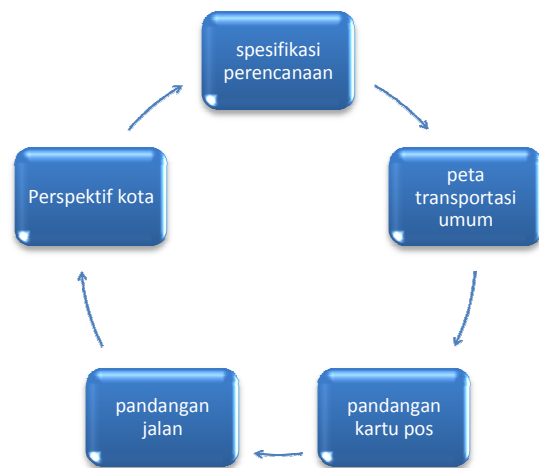 spesifikasi
perencanaan
peta
transportasi
umum
pandangan
kartu pos
pandangan
jalan
Perspektif kota